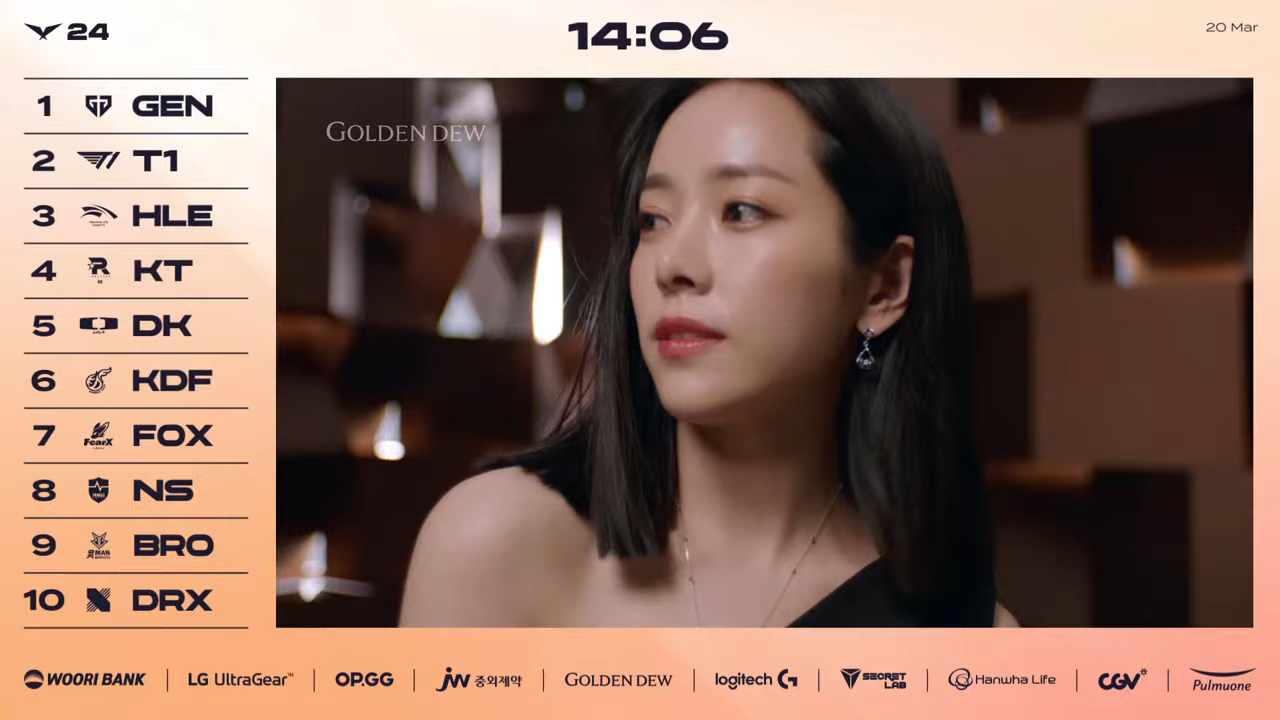 24
14:06
20 Mar
1 GEN
2 T1
3 HLE
4 KT
5 DK
6 KDF
7 FearX FOX
8 NS
9 BRO
10 DRX
GOLDEN DEW
WOORI BANK
LG UltraGear™
OP.GG
JW 중외제약
GOLDEN DEW
logitech G
SECRET LAB
Hanwha Life
CGV
Pulmuone